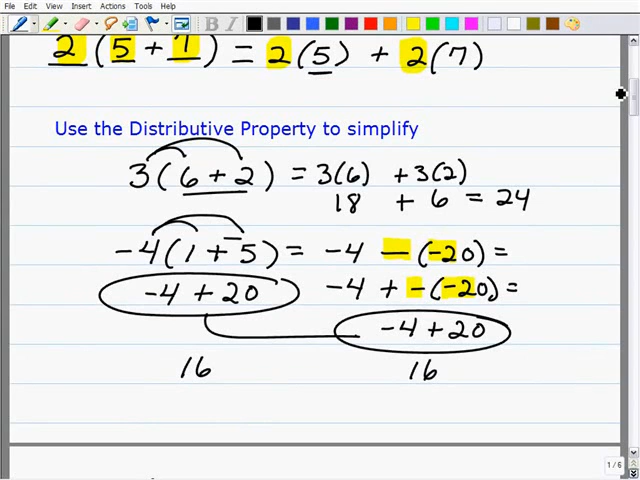 File Edit View Insert Actions Tools Help
2 (5 + 1) = 2 (5) + 2 (7)
Use the Distributive Property to simplify
3 (6 + 2) = 3(6) + 3(2)
18 + 6 = 24
-4 (1 + -5) = -4 - (-20) =
-4 + 20 -4 + -(-20) =
-4 + 20
16 16
1 / 6